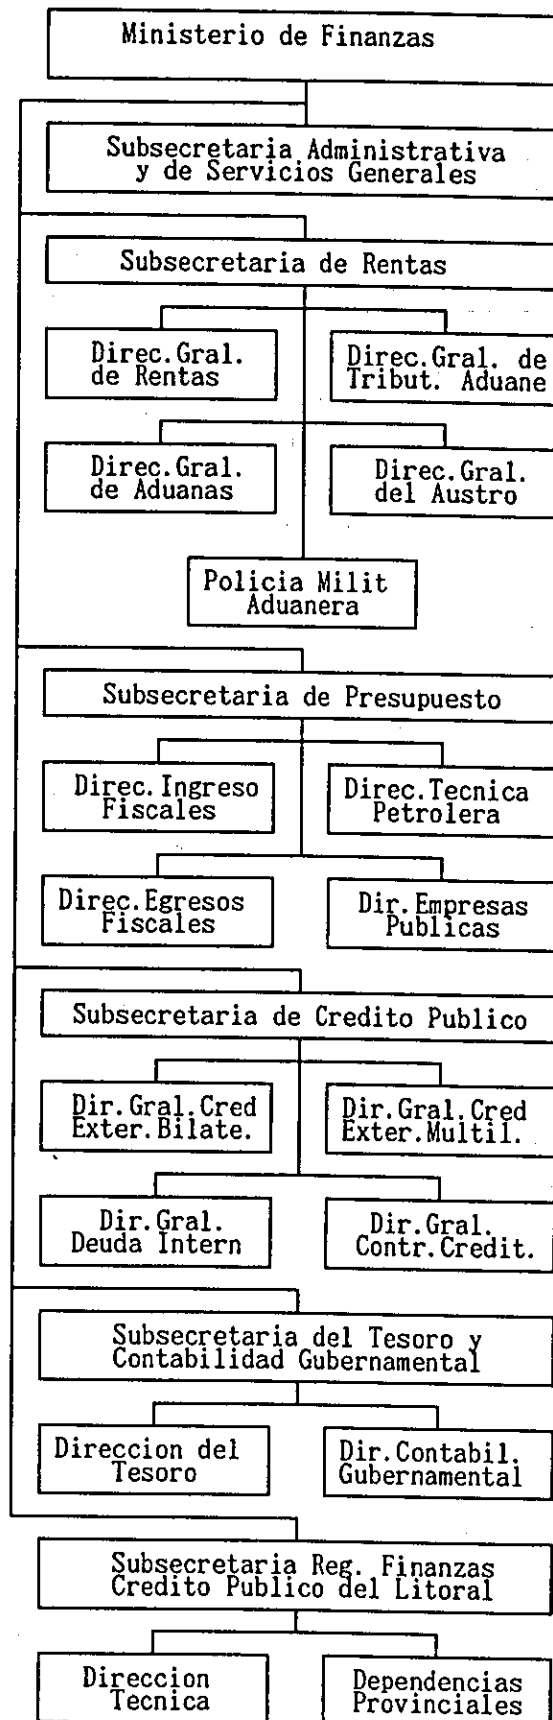 Ministerio de Finanzas
Subsecretaria Administrativa
y de Servicios Generales
Subsecretaria de Rentas
Direc.Gral.
de Rentas
Direc.Gral. de
Tribut. Aduane
Direc.Gral.
de Aduanas
Direc.Gral.
del Austro
Policia Milit
Aduanera
Subsecretaria de Presupuesto
Direc.Ingreso
Fiscales
Direc.Tecnica
Petrolera
Direc.Egresos
Fiscales
Dir.Empresas
Publicas
Subsecretaria de Credito Publico
Dir.Gral.Cred
Exter.Bilate.
Dir.Gral.Cred
Exter.Multil.
Dir.Gral.
Deuda Intern
Dir.Gral.
Contr.Credit.
Subsecretaria del Tesoro y
Contabilidad Gubernamental
Direccion del
Tesoro
Dir.Contabil.
Gubernamental
Subsecretaria Reg. Finanzas
Credito Publico del Litoral
Direccion
Tecnica
Dependencias
Provinciales